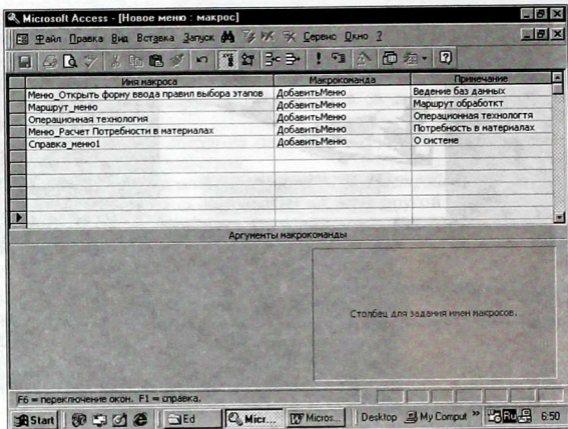 Microsoft Access - [Новое меню : макрос]
Файл Правка Вид Вставка Запуск Сервис Окно ?
Имя макроса Макрокоманда Примечание
Меню_Открыть форму ввода правил выбора этапов ДобавитьМеню Ведение баз данных
Маршрут_меню ДобавитьМеню Маршрут обработкт
Операционная технология ДобавитьМеню Операционная технологтя
Меню_Расчет Потребности в материалах ДобавитьМеню Потребность в материалах
Справка_меню1 ДобавитьМеню О системе
Аргументы макрокоманды
Столбец для задания имен макросов.
F6 = переключение окон. F1 = справка.
Start Ed Micr... Micros... Desktop My Comput » Ru 6:50